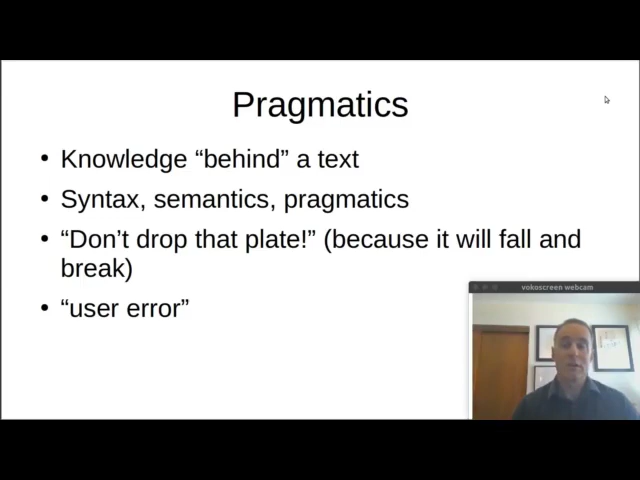 Pragmatics
• Knowledge “behind” a text
• Syntax, semantics, pragmatics
• “Don’t drop that plate!” (because it will fall and
break)
• “user error”
vokoscreen webcam